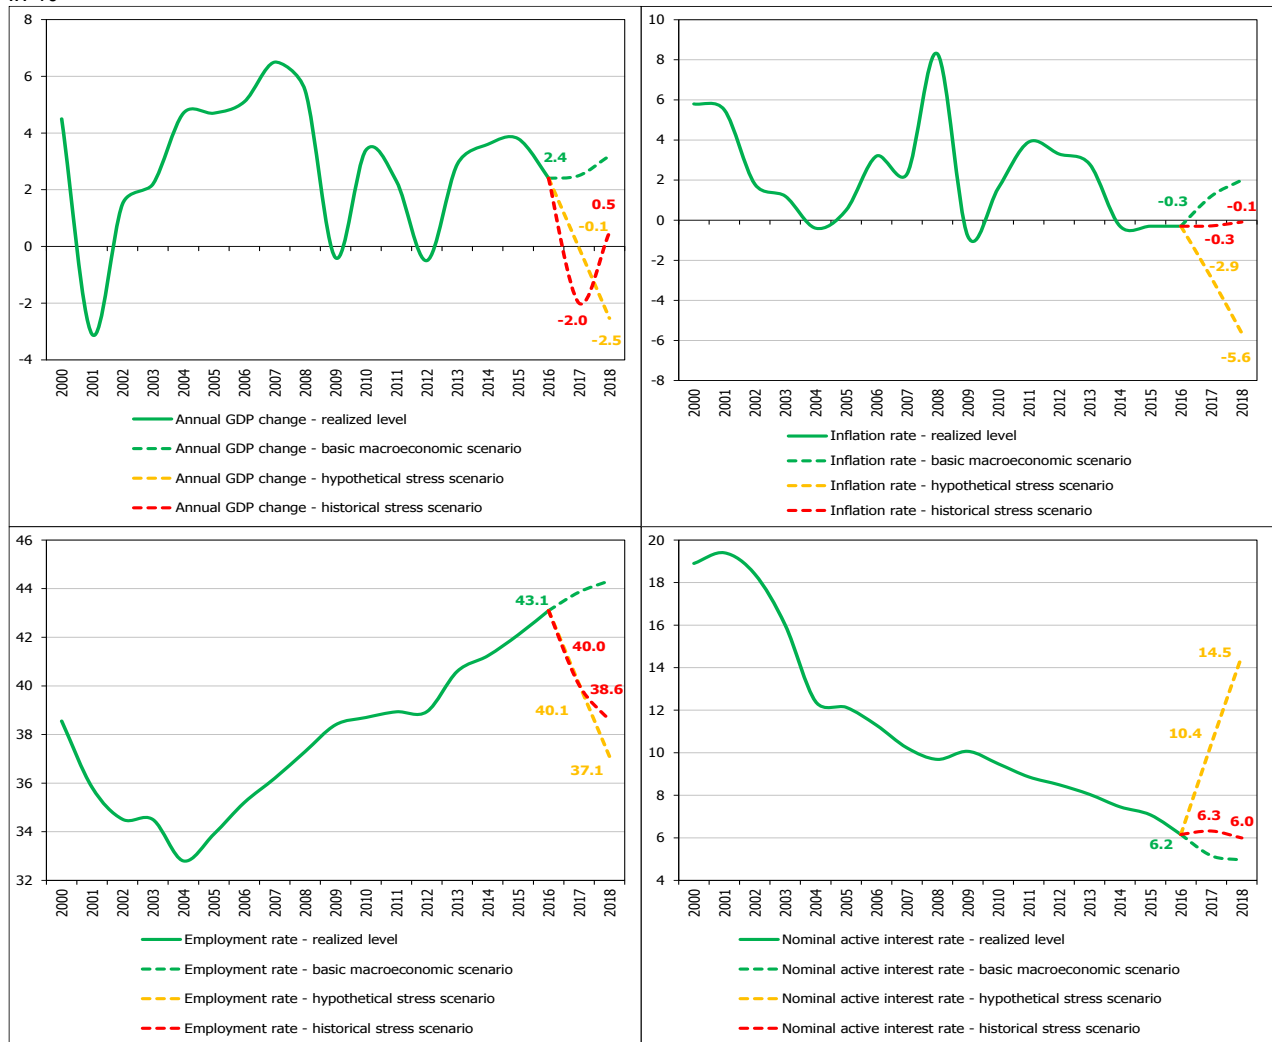 8
6
4
2
0
-2
-4
2.4
0.5
-0.1
-2.0
-2.5
2000 2001 2002 2003 2004 2005 2006 2007 2008 2009 2010 2011 2012 2013 2014 2015 2016 2017 2018
Annual GDP change - realized level
Annual GDP change - basic macroeconomic scenario
Annual GDP change - hypothetical stress scenario
Annual GDP change - historical stress scenario
10
8
6
4
2
0
-2
-4
-6
-8
-0.3
-0.1
-0.3
-2.9
-5.6
2000 2001 2002 2003 2004 2005 2006 2007 2008 2009 2010 2011 2012 2013 2014 2015 2016 2017 2018
Inflation rate - realized level
Inflation rate - basic macroeconomic scenario
Inflation rate - hypothetical stress scenario
Inflation rate - historical stress scenario
46
44
42
40
38
36
34
32
43.1
40.0
38.6
40.1
37.1
2000 2001 2002 2003 2004 2005 2006 2007 2008 2009 2010 2011 2012 2013 2014 2015 2016 2017 2018
Employment rate - realized level
Employment rate - basic macroeconomic scenario
Employment rate - hypothetical stress scenario
Employment rate - historical stress scenario
20
18
16
14
12
10
8
6
4
14.5
10.4
6.3
6.0
6.2
2000 2001 2002 2003 2004 2005 2006 2007 2008 2009 2010 2011 2012 2013 2014 2015 2016 2017 2018
Nominal active interest rate - realized level
Nominal active interest rate - basic macroeconomic scenario
Nominal active interest rate - hypothetical stress scenario
Nominal active interest rate - historical stress scenario